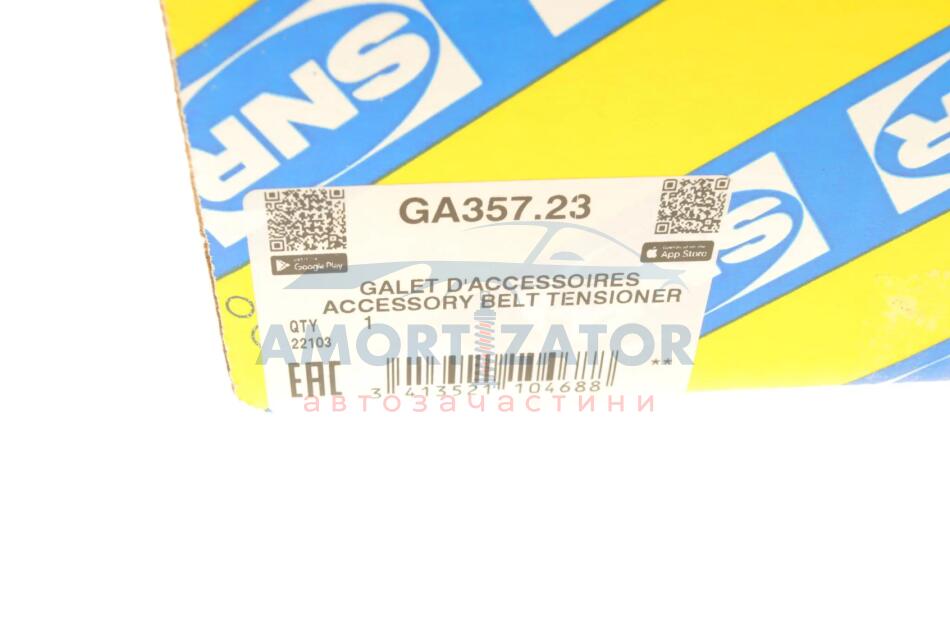 SNR
SNR
R
GA357.23
Google Play
App Store
GALET D'ACCESSOIRES
ACCESSORY BELT TENSIONER
QTY 1
22103
AMORTIZATOR
EAC
**
3 413521 104688
автозапчастини